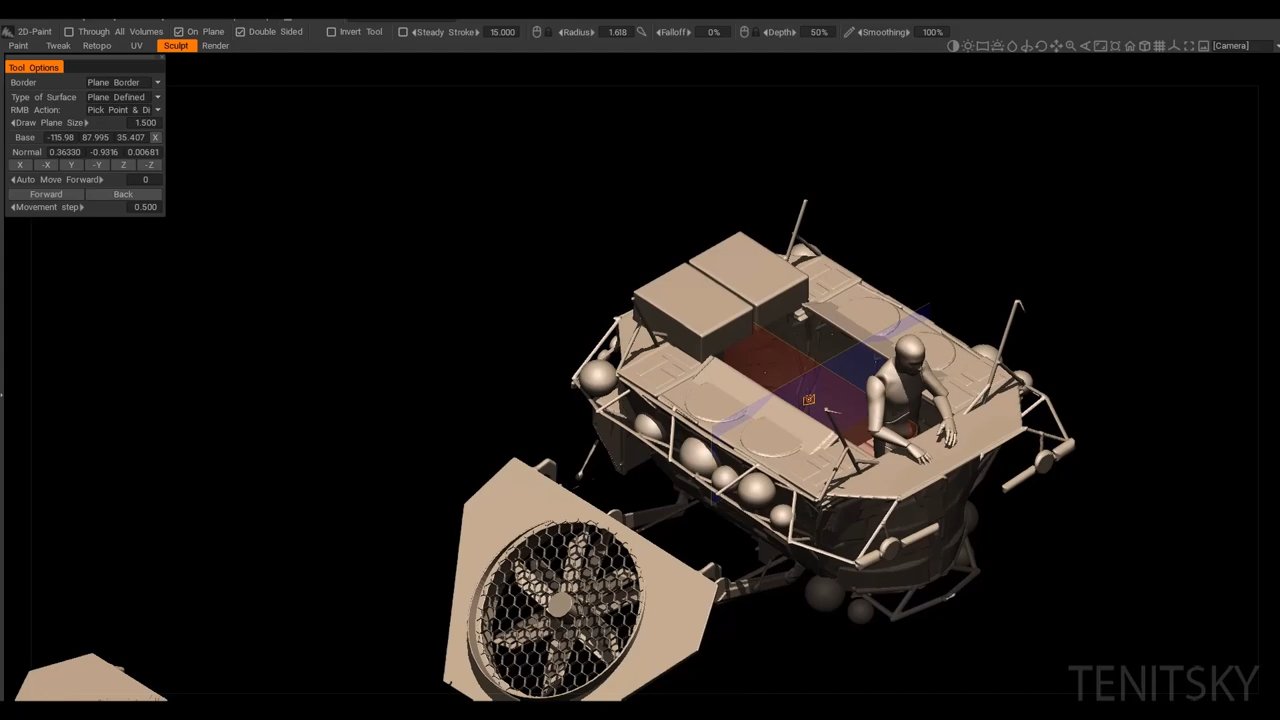 2D-Paint Through All Volumes On Plane Double Sided Invert Tool Steady Stroke 15.000 Radius 1.618 Falloff 0% Depth 50% Smoothing 100%
Paint Tweak Retopo UV Sculpt Render [Camera]
Tool Options
Border Plane Border
Type of Surface Plane Defined
RMB Action: Pick Point & Di
Draw Plane Size 1.500
Base -115.98 87.995 35.407 X
Normal 0.36330 -0.9316 0.00681
X -X Y -Y Z -Z
Auto Move Forward 0
Forward Back
Movement step 0.500
TENITSKY